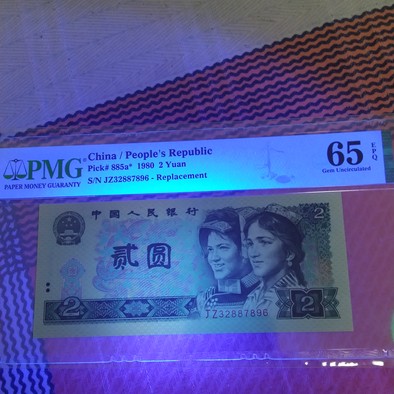 PMG
PAPER MONEY GUARANTY
China / People's Republic
Pick# 885a* 1980 2 Yuan
S/N JZ32887896 - Replacement
65 EPQ
Gem Uncirculated
中国人民银行
2
贰圆
2
2
JZ32887896